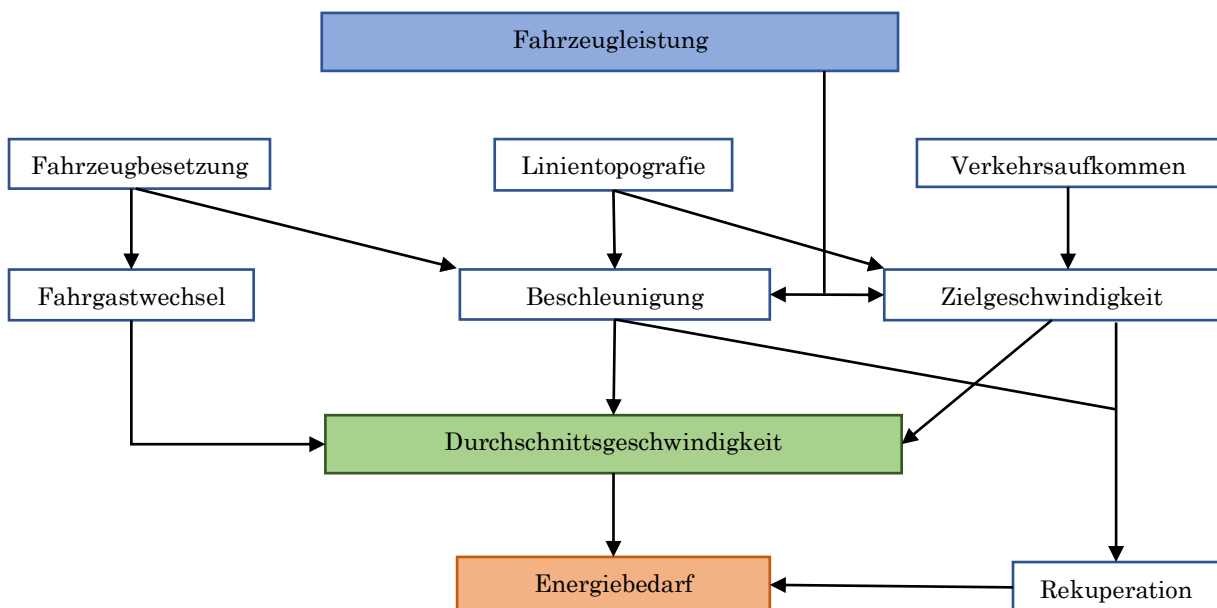 Fahrzeugleistung
Fahrzeugbesetzung
Linientopografie
Verkehrsaufkommen
Fahrgastwechsel
Beschleunigung
Zielgeschwindigkeit
Durchschnittsgeschwindigkeit
Energiebedarf
Rekuperation